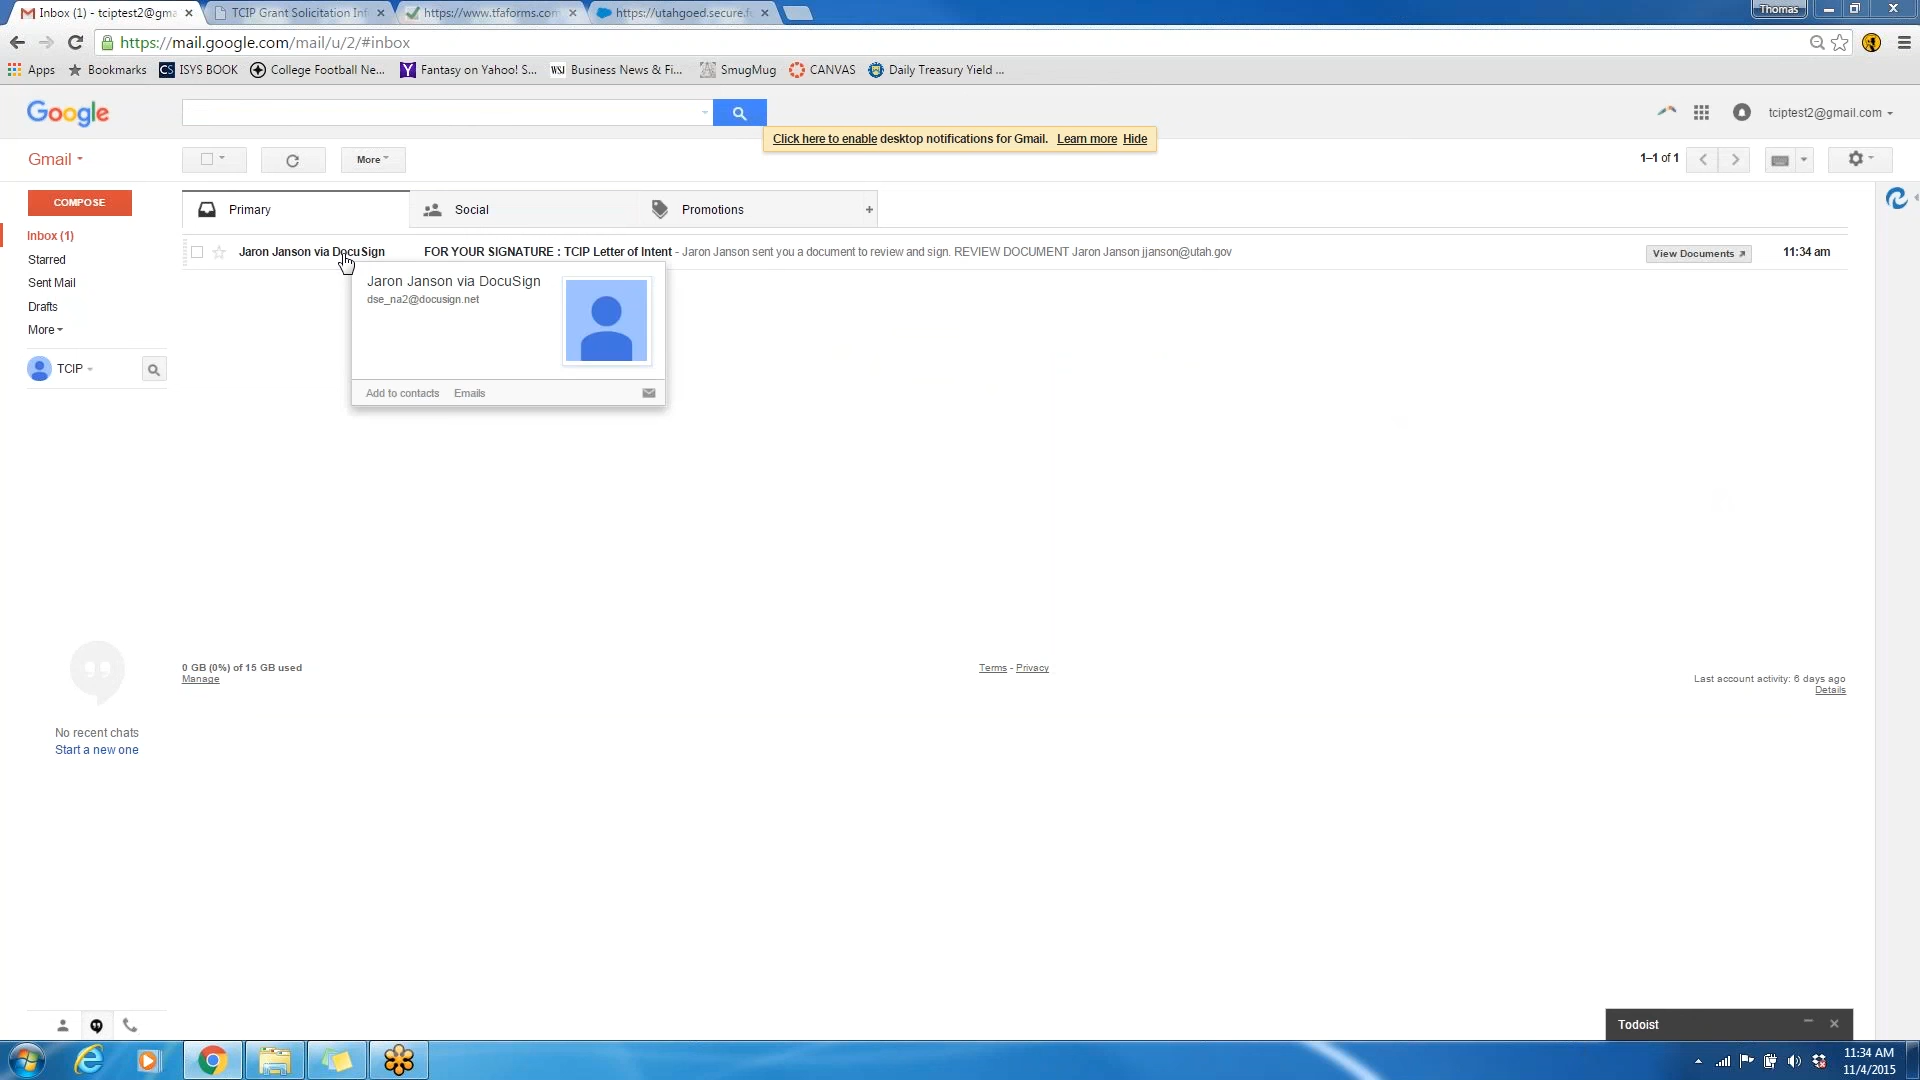 Inbox (1) - tciptest2@gma
TCIP Grant Solicitation Inf
https://www.tfaforms.com
https://utahgoed.secure.f
Thomas
https://mail.google.com/mail/u/2/#inbox
Apps
Bookmarks
CS ISYS BOOK
College Football Ne...
Fantasy on Yahoo! S...
WSJ Business News & Fi...
SmugMug
CANVAS
Daily Treasury Yield ...
Google
tciptest2@gmail.com
Click here to enable desktop notifications for Gmail. Learn more Hide
Gmail
More
1–1 of 1
COMPOSE
Primary
Social
Promotions
+
Inbox (1)
Starred
Sent Mail
Drafts
More
Jaron Janson via DocuSign
FOR YOUR SIGNATURE : TCIP Letter of Intent - Jaron Janson sent you a document to review and sign. REVIEW DOCUMENT Jaron Janson jjanson@utah.gov
View Documents
11:34 am
Jaron Janson via DocuSign
dse_na2@docusign.net
Add to contacts
Emails
TCIP
0 GB (0%) of 15 GB used
Manage
Terms - Privacy
Last account activity: 6 days ago
Details
No recent chats
Start a new one
Todoist
11:34 AM
11/4/2015